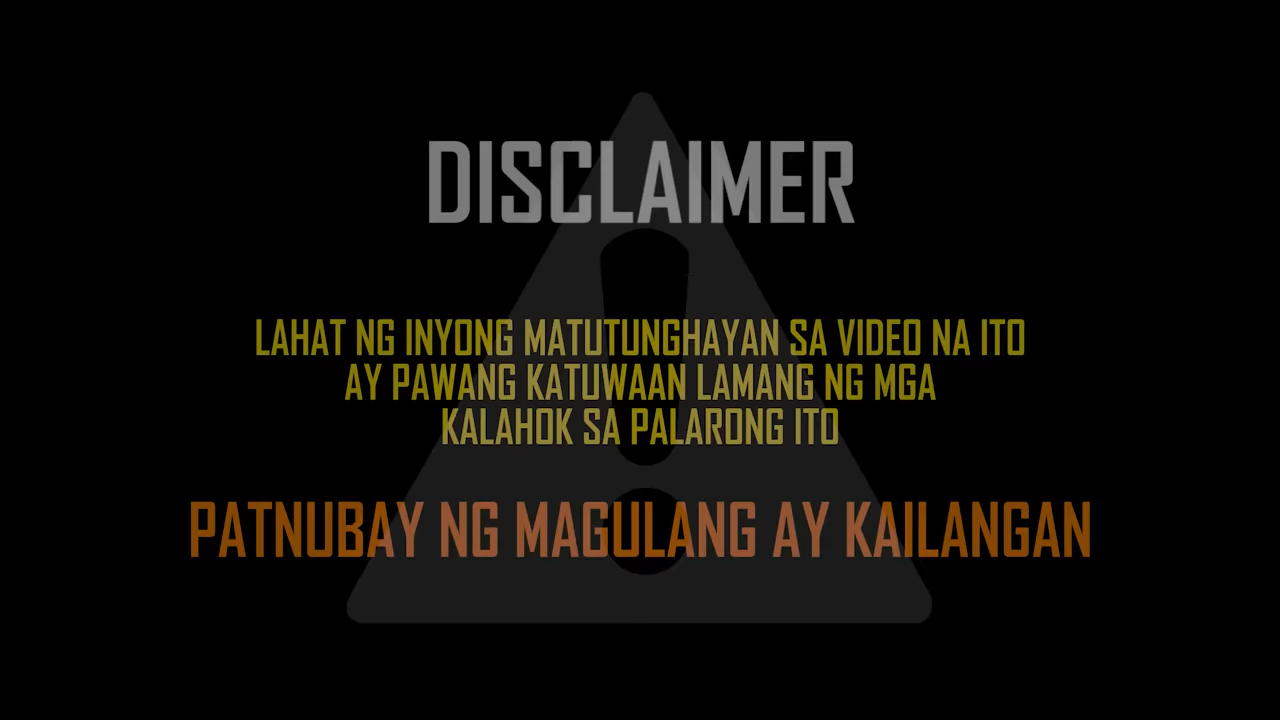 DISCLAIMER
LAHAT NG INYONG MATUTUNGHAYAN SA VIDEO NA ITO
AY PAWANG KATUWAAN LAMANG NG MGA
KALAHOK SA PALARONG ITO
PATNUBAY NG MAGULANG AY KAILANGAN